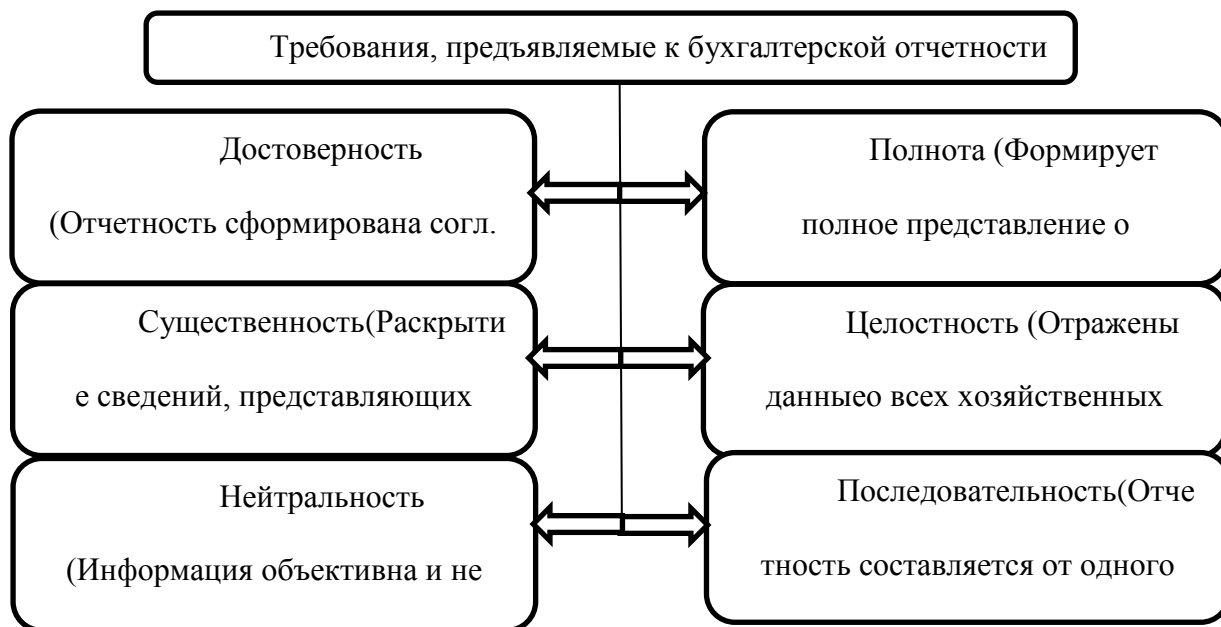 Требования, предъявляемые к бухгалтерской отчетности
Достоверность
(Отчетность сформирована согл.
Полнота (Формирует
полное представление о
Существенность(Раскрыти
е сведений, представляющих
Целостность (Отражены
данныео всех хозяйственных
Нейтральность
(Информация объективна и не
Последовательность(Отче
тность составляется от одного